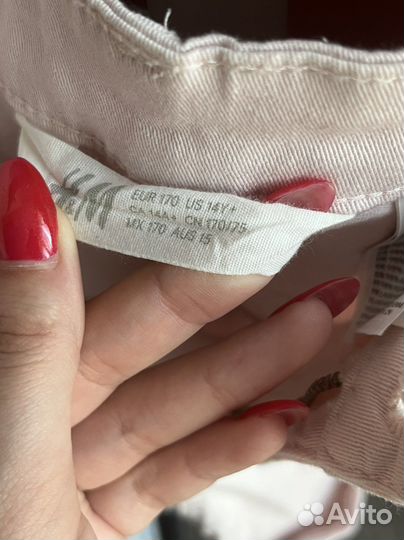 H&M
EUR 170 US 14Y+
CA 14A+ CN 170/75
MX 170 AUS 15
Avito